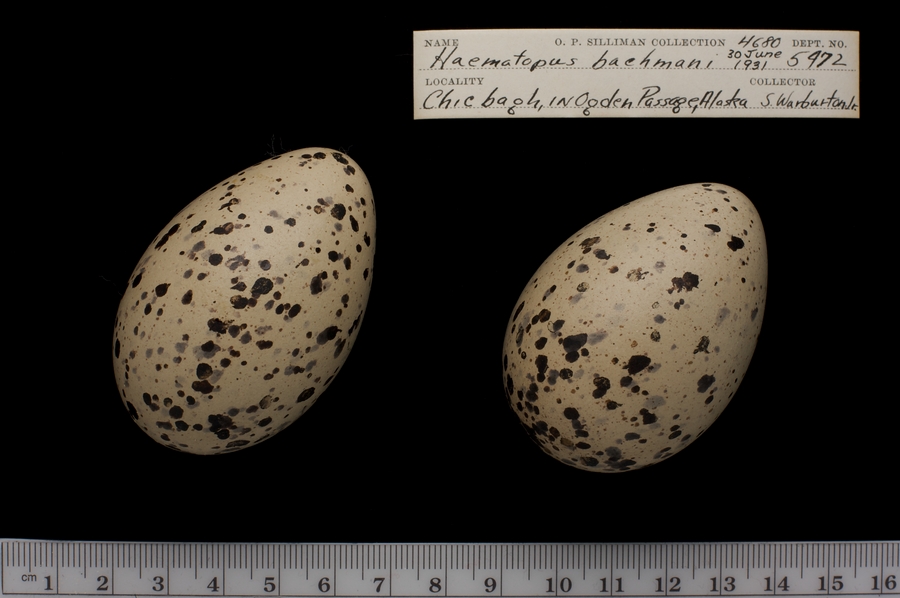 NAME O. P. SILLIMAN COLLECTION 4680 DEPT. NO.
Haematopus bachmani 30 June 1931 5972
LOCALITY COLLECTOR
Chicbagh, IN Ogden Passage, Alaska S. Warburton Jr.
cm 1 2 3 4 5 6 7 8 9 10 11 12 13 14 15 16